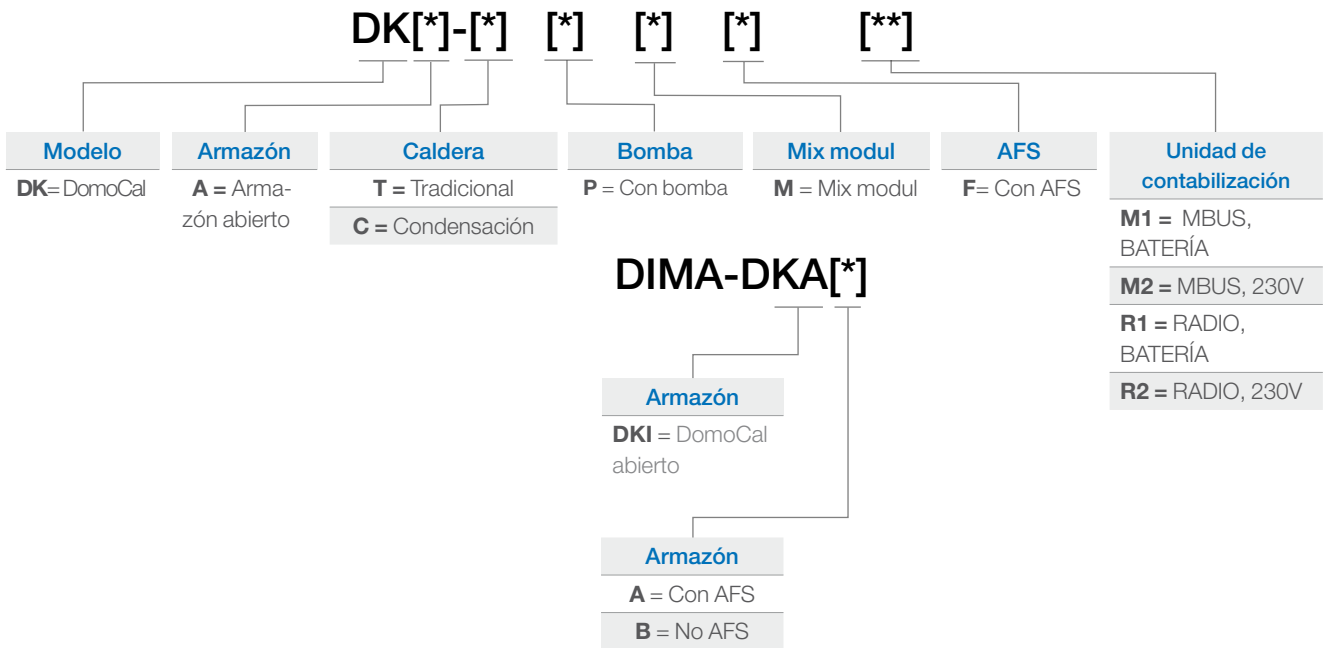 DK[*]-[*] [*] [*] [*] [**]
Modelo
DK= DomoCal
Armazón
A = Arma-
zón abierto
Caldera
T = Tradicional
C = Condensación
Bomba
P = Con bomba
Mix modul
M = Mix modul
AFS
F= Con AFS
Unidad de
contabilización
M1 = MBUS,
BATERÍA
M2 = MBUS, 230V
R1 = RADIO,
BATERÍA
R2 = RADIO, 230V
DIMA-DKA[*]
Armazón
DKI = DomoCal
abierto
Armazón
A = Con AFS
B = No AFS